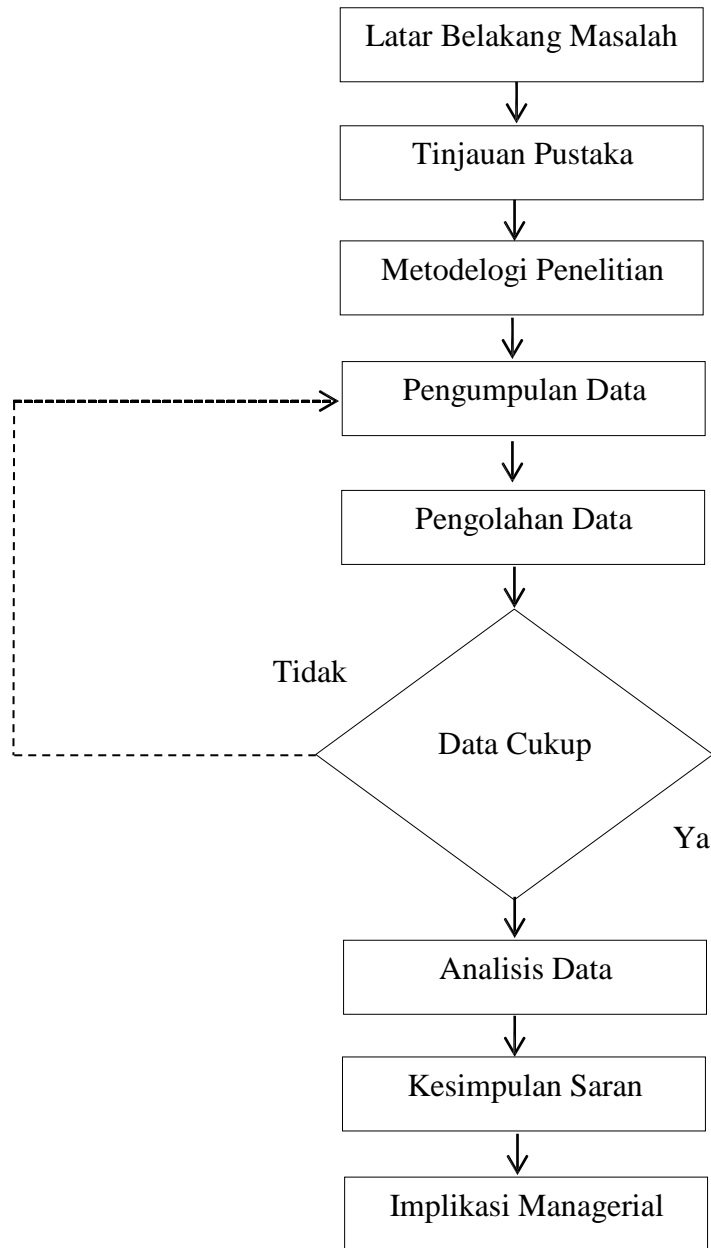 Latar Belakang Masalah
Tinjauan Pustaka
Metodelogi Penelitian
Pengumpulan Data
Pengolahan Data
Tidak
Data Cukup
Ya
Analisis Data
Kesimpulan Saran
Implikasi Managerial